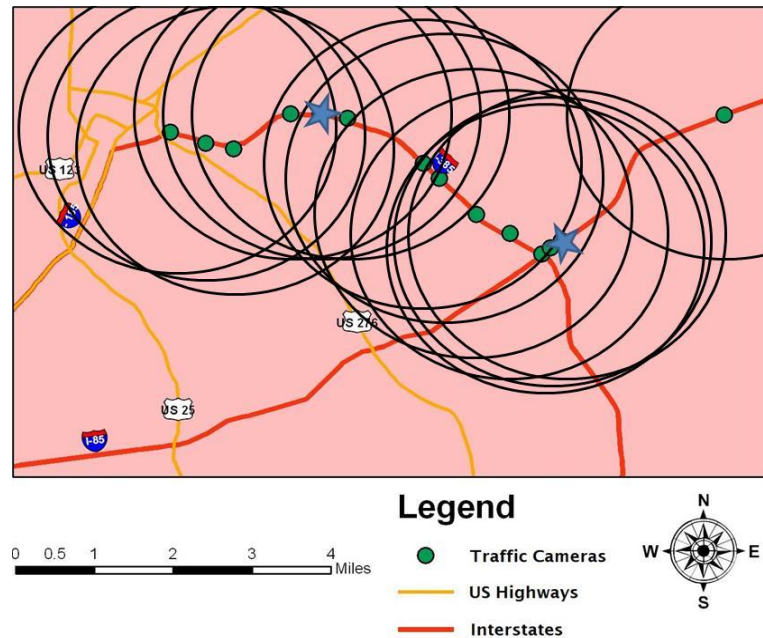 US 123
I-85
US 276
US 25
I-85
Legend
Traffic Cameras
US Highways
Interstates
0 0.5 1 2 3 4
Miles
N
W E
S